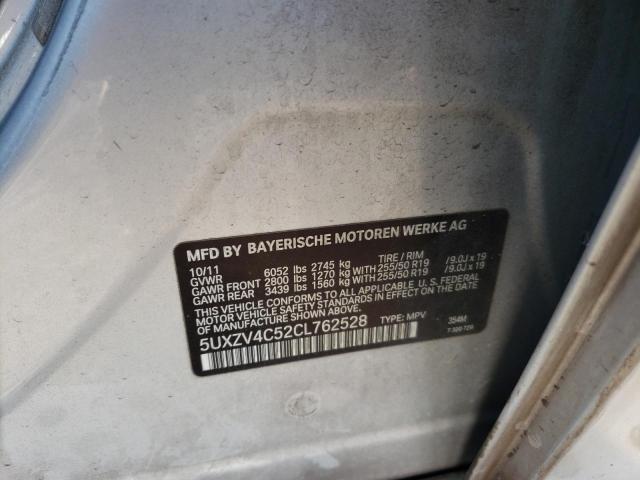 MFD BY BAYERISCHE MOTOREN WERKE AG
10/11 TIRE / RIM
GVWR 6052 lbs 2745 kg
GAWR FRONT 2800 lbs 1270 kg WITH 255/50 R19 /9.0J x 19
GAWR REAR 3439 lbs 1560 kg WITH 255/50 R19 /9.0J x 19
THIS VEHICLE CONFORMS TO ALL APPLICABLE U.S. FEDERAL
MOTOR VEHICLE SAFETY STANDARDS IN EFFECT ON THE DATE
OF MANUFACTURE SHOWN ABOVE.
5UXZV4C52CL762528 TYPE: MPV 354M